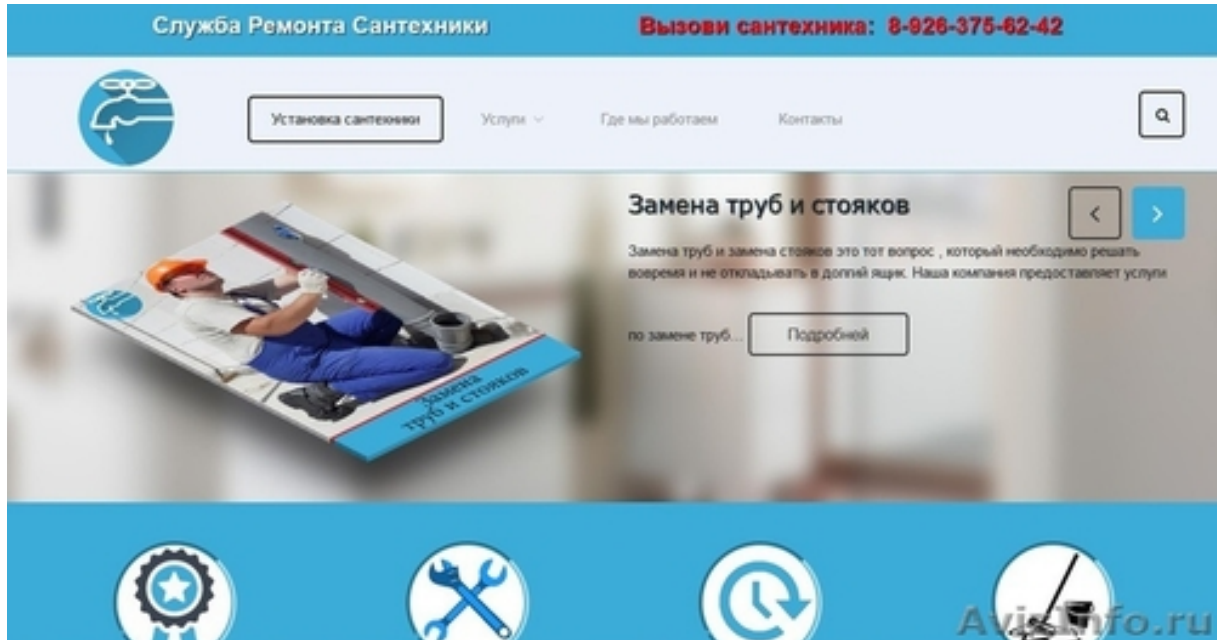 Служба Ремонта Сантехники
Вызови сантехника: 8-926-375-62-42
Установка сантехники
Услуги
Где мы работаем
Контакты
Замена труб и стояков
Замена труб и замена стояков это тот вопрос , который необходимо решать
вовремя и не откладывать в долгий ящик. Наша компания предоставляет услуги
по замене труб...
Подробней
Замена
труб и стояков
AvizInfo.ru